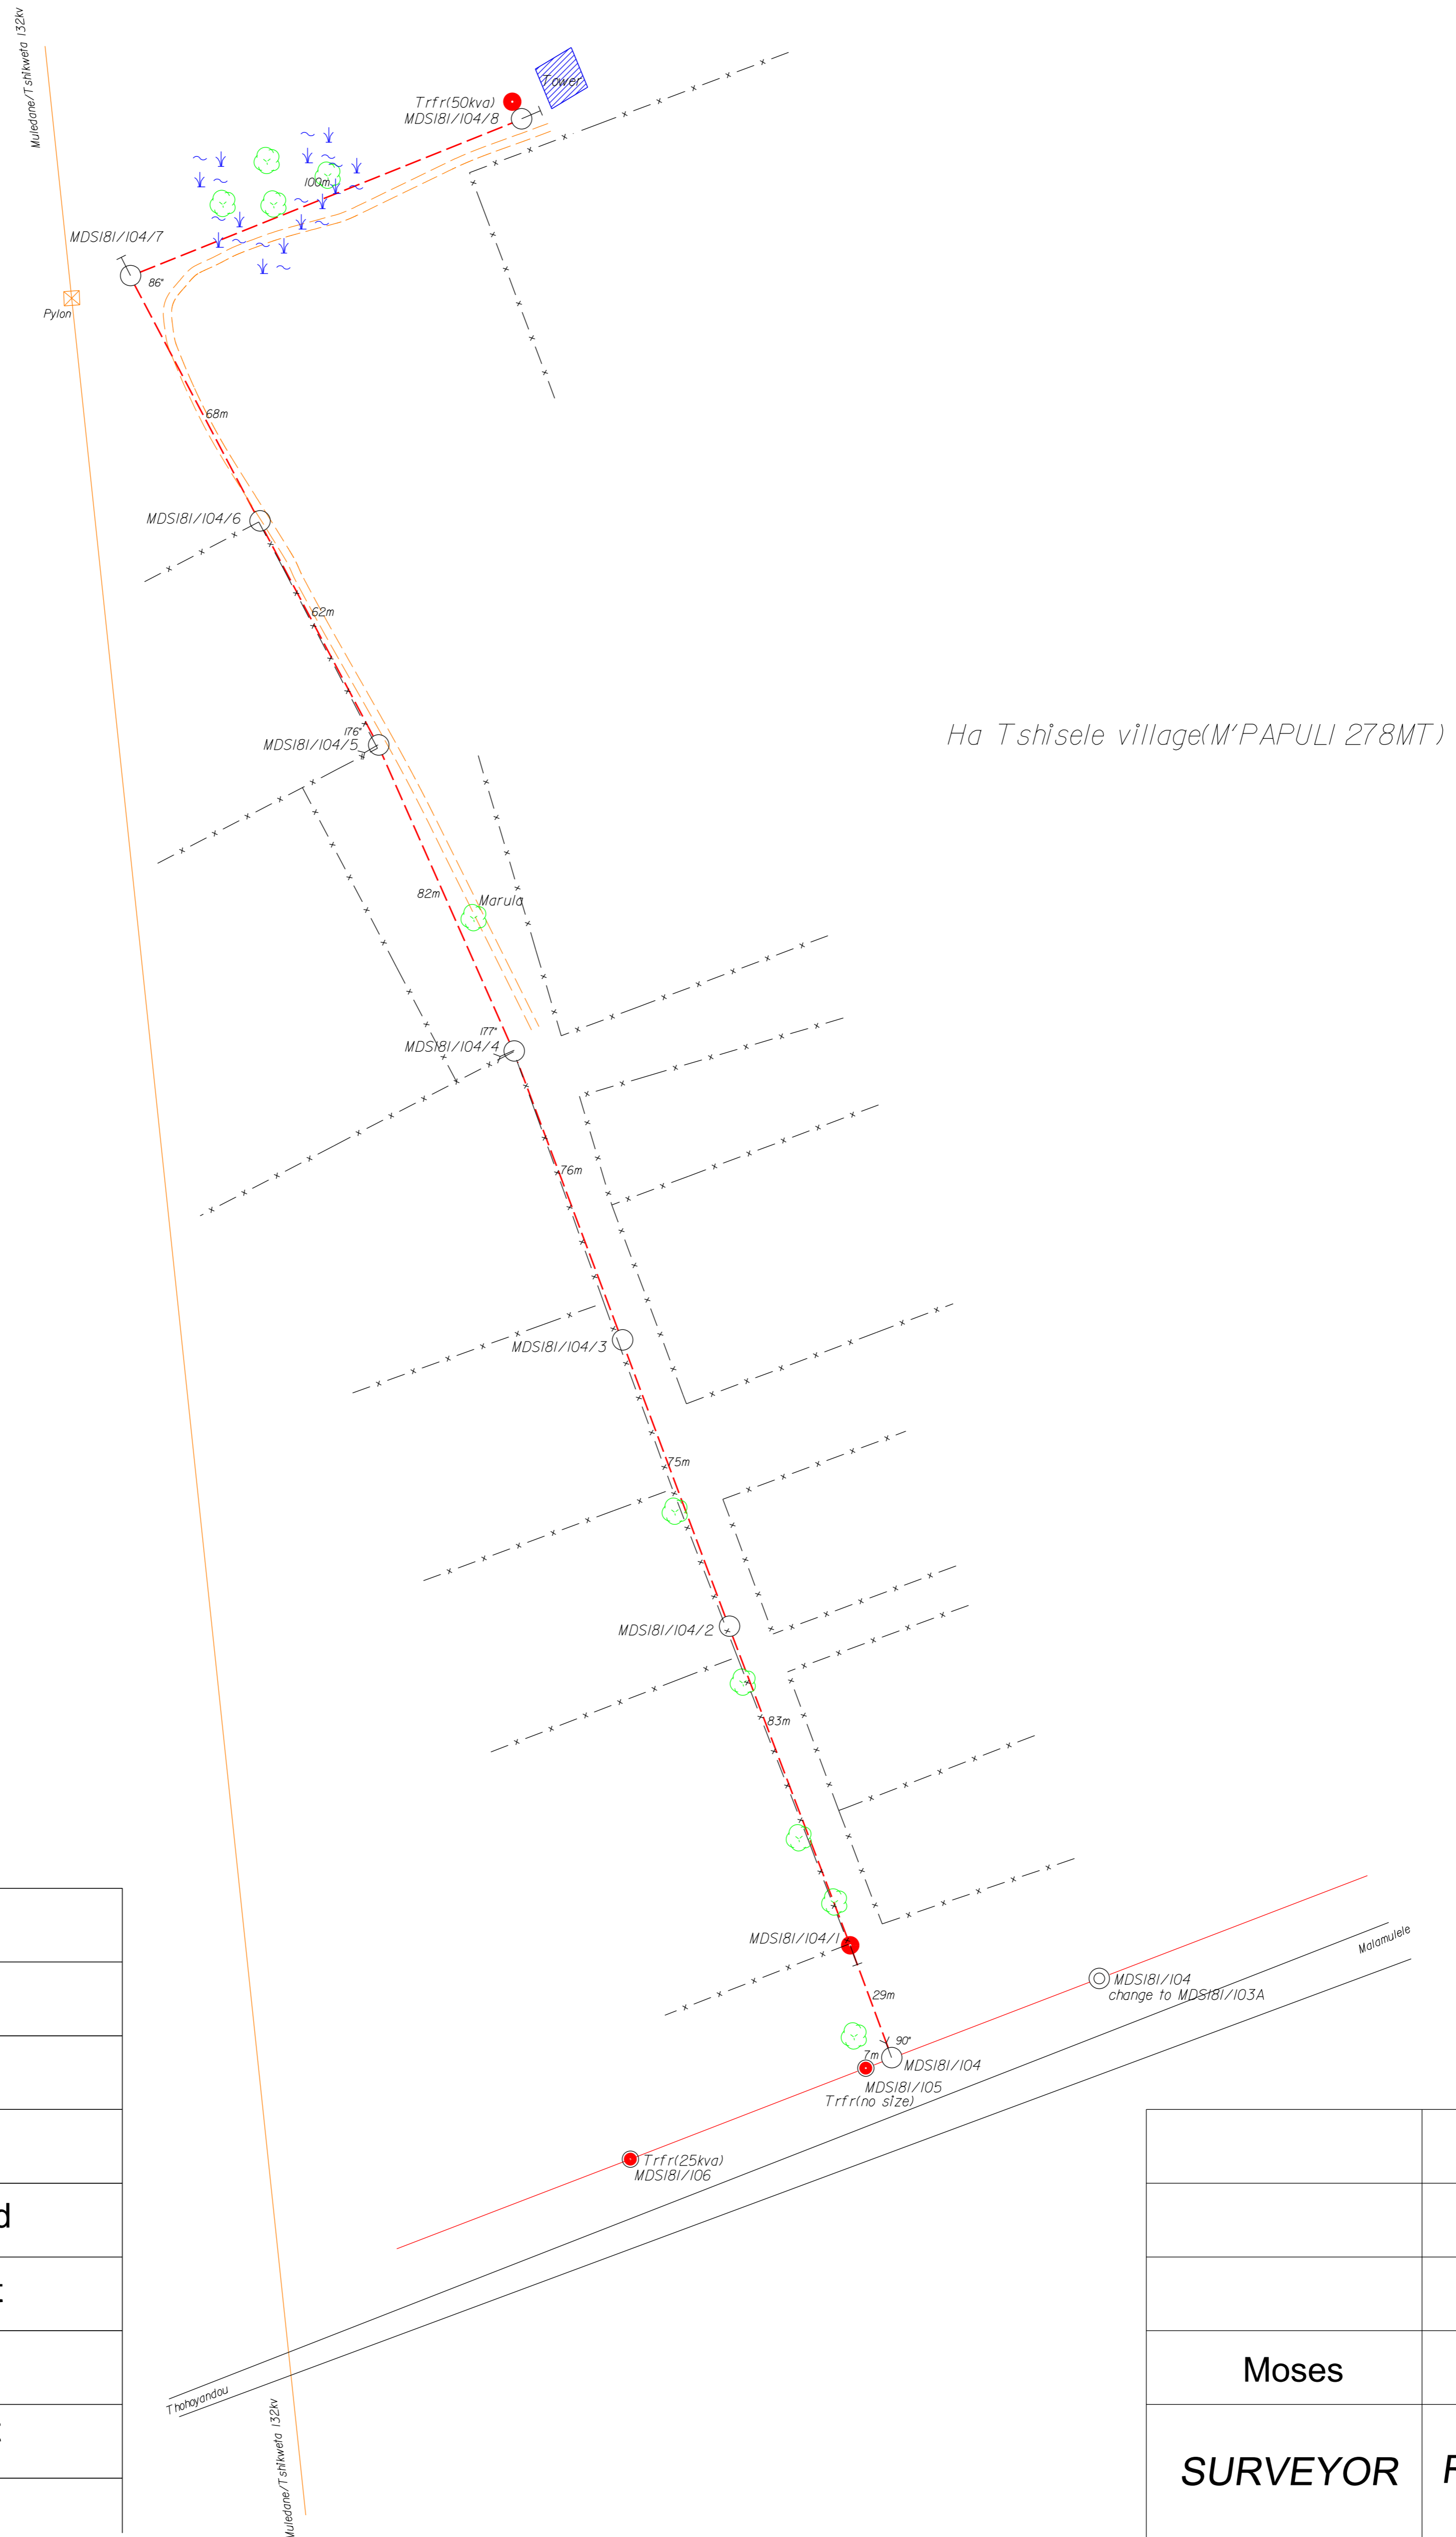 Muledane/Tshikweta 132kv
Tower
Trfr(50kva)
MDS181/104/8
100m
MDS181/104/7
86°
Pylon
68m
MDS181/104/6
62m
176°
MDS181/104/5
Ha Tshisele village(M'PAPULI 278MT)
82m
Marula
177°
MDS181/104/4
76m
MDS181/104/3
75m
MDS181/104/2
83m
MDS181/104/1
Malamulele
MDS181/104
change to MDS181/103A
29m
90°
7m
MDS181/104
MDS181/105
Trfr(no size)
Trfr(25kva)
MDS181/106
d
Moses
Thohoyandou
Muledane/Tshikweta 132kv
SURVEYOR